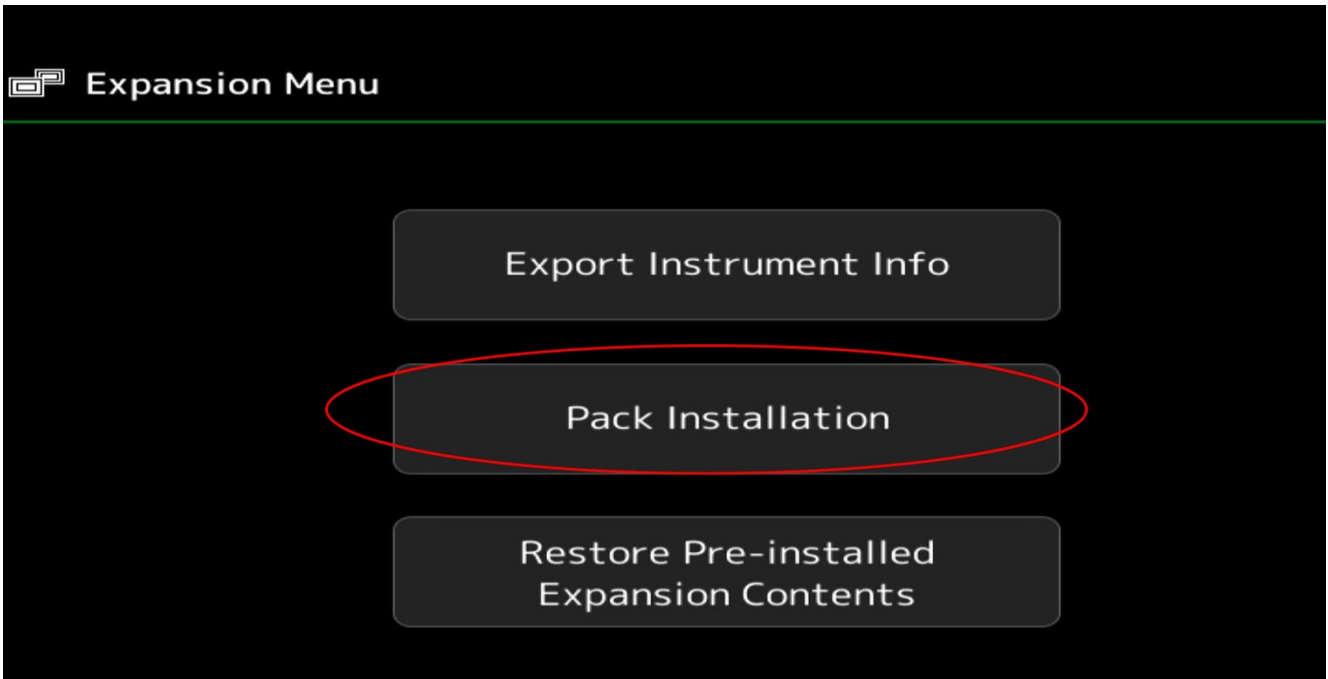 Expansion Menu
Export Instrument Info
Pack Installation
Restore Pre-installed
Expansion Contents